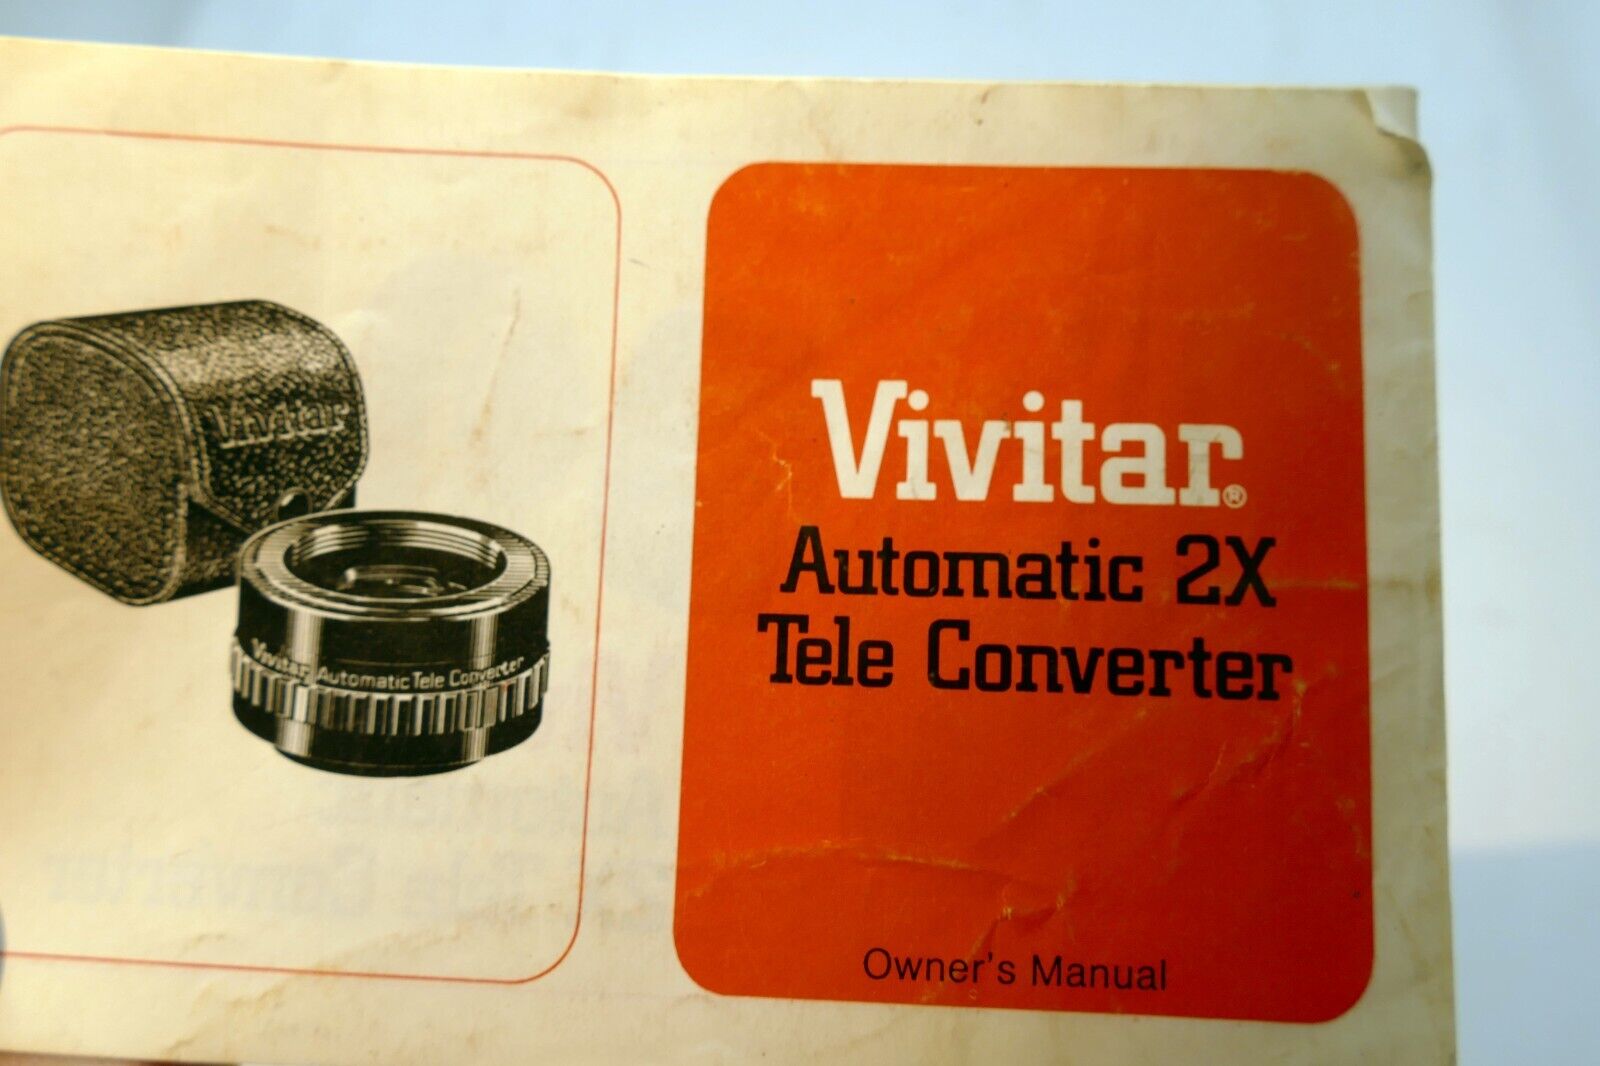 Vivitar
Vivitar Automatic Tele Converter
Vivitar®
Automatic 2X
Tele Converter
Owner's Manual